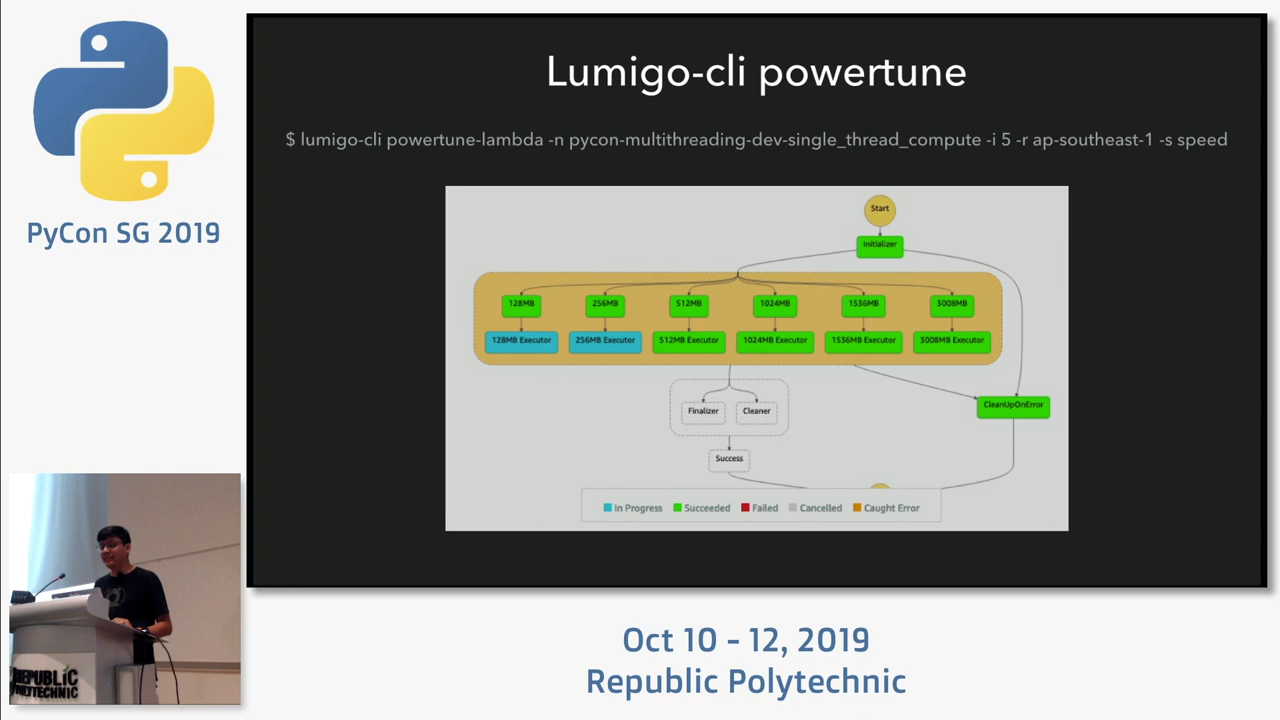 Lumigo-cli powertune
$ lumigo-cli powertune-lambda -n pycon-multithreading-dev-single_thread_compute -i 5 -r ap-southeast-1 -s speed
PyCon SG 2019
Start
Initializer
128MB 256MB 512MB 1024MB 1536MB 3008MB
128MB Executor 256MB Executor 512MB Executor 1024MB Executor 1536MB Executor 3008MB Executor
Finalizer Cleaner
CleanUpOnError
Success
In Progress Succeeded Failed Cancelled Caught Error
REPUBLIC
POLYTECHNIC
Oct 10 - 12, 2019
Republic Polytechnic